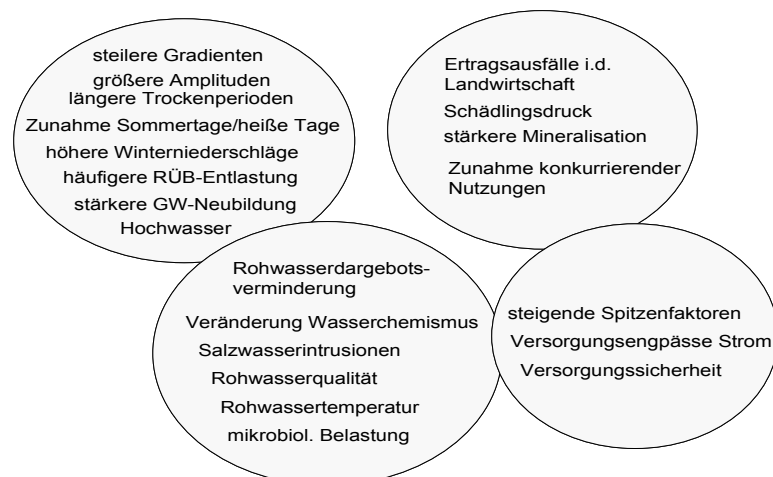 steilere Gradienten
größere Amplituden
längere Trockenperioden
Zunahme Sommertage/heiße Tage
höhere Winterniederschläge
häufigere RÜB-Entlastung
stärkere GW-Neubildung
Hochwasser
Ertragsausfälle i.d.
Landwirtschaft
Schädlingsdruck
stärkere Mineralisation
Zunahme konkurrierender
Nutzungen
Rohwasserdargebots-
verminderung
Veränderung Wasserchemismus
Salzwasserintrusionen
Rohwasserqualität
Rohwassertemperatur
mikrobiol. Belastung
steigende Spitzenfaktoren
Versorgungsengpässe Strom
Versorgungssicherheit